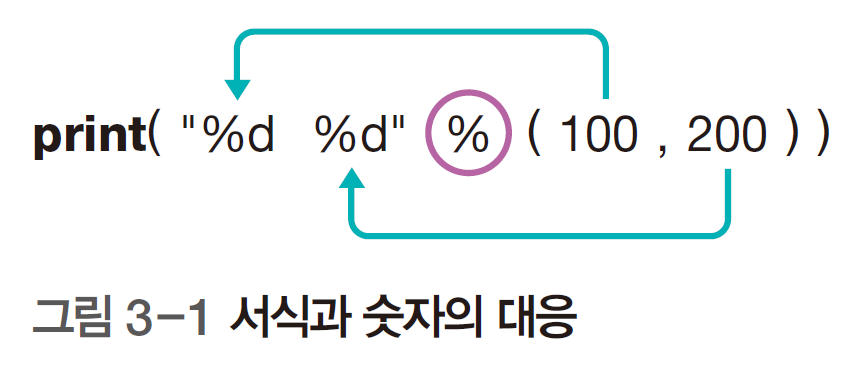 print( "%d  %d" % ( 100 , 200 ) )
그림 3-1 서식과 숫자의 대응